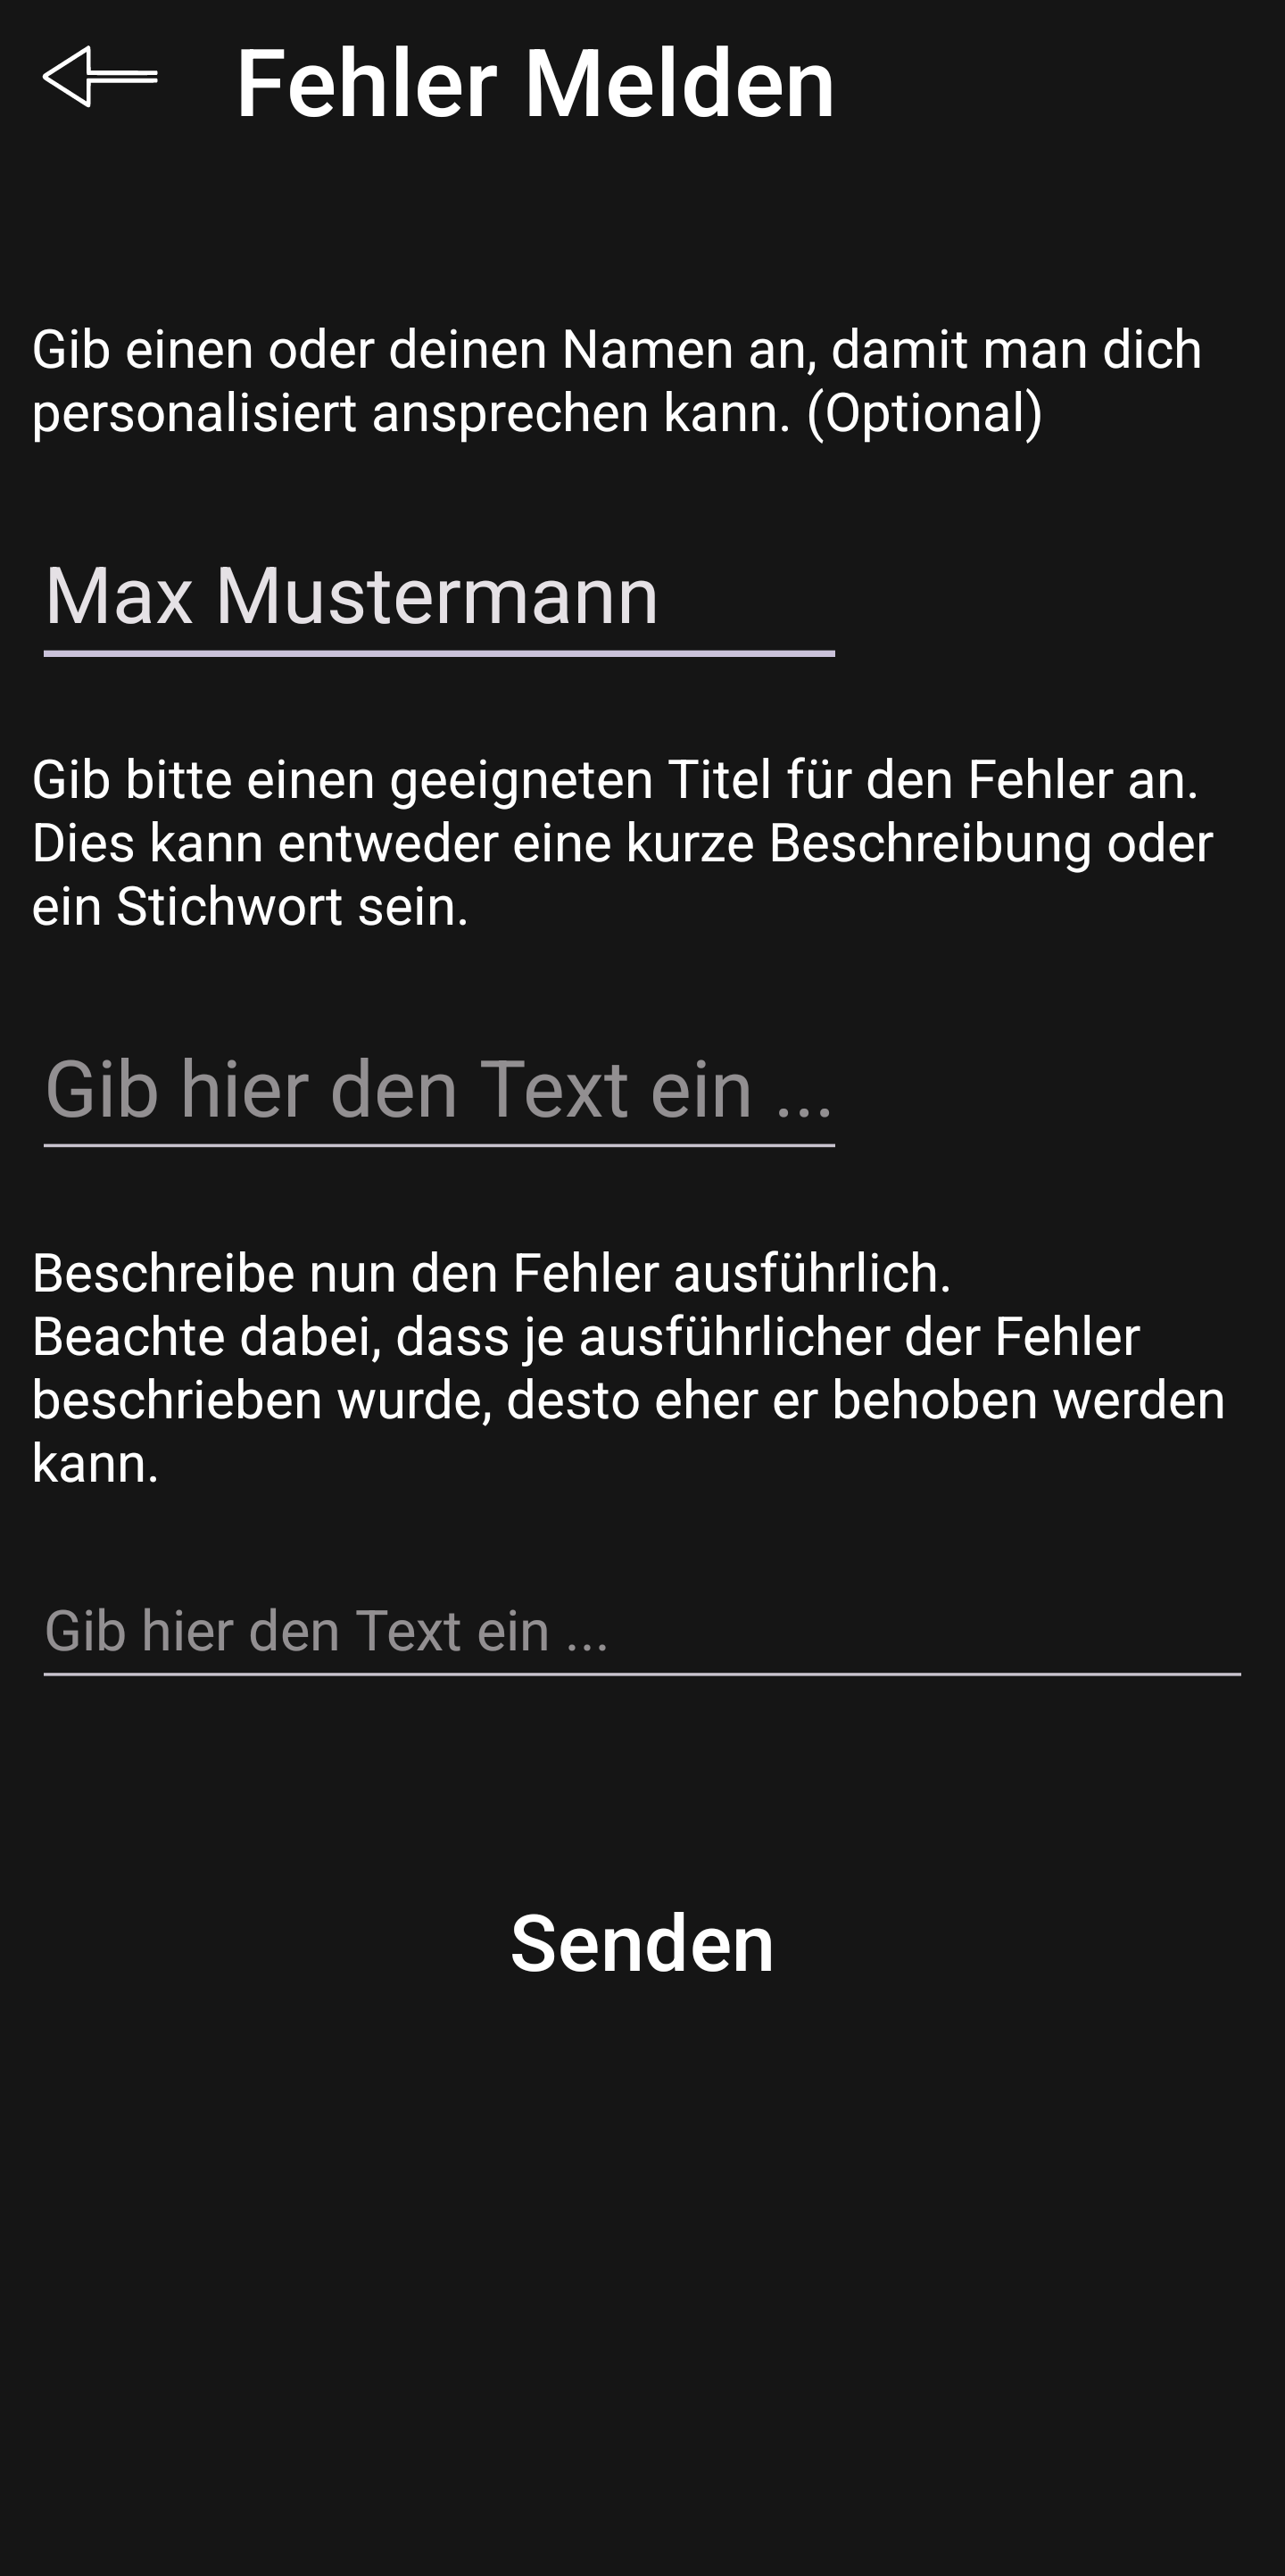 Fehler Melden
Gib einen oder deinen Namen an, damit man dich
personalisiert ansprechen kann. (Optional)
Max Mustermann
Gib bitte einen geeigneten Titel für den Fehler an.
Dies kann entweder eine kurze Beschreibung oder
ein Stichwort sein.
Gib hier den Text ein ...
Beschreibe nun den Fehler ausführlich.
Beachte dabei, dass je ausführlicher der Fehler
beschrieben wurde, desto eher er behoben werden
kann.
Gib hier den Text ein ...
Senden